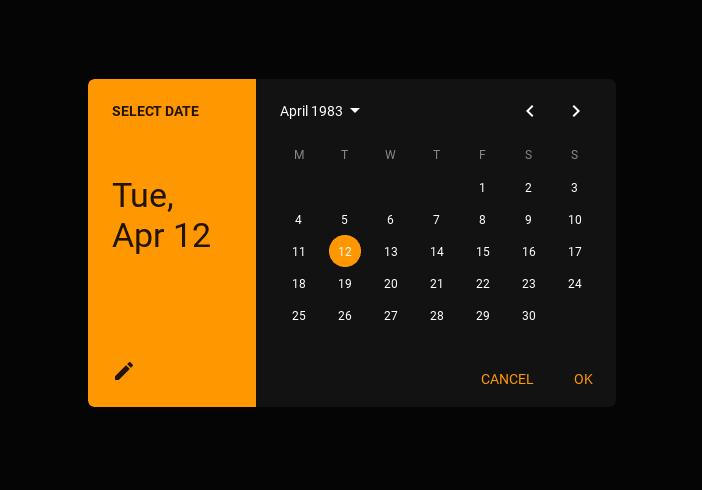 SELECT DATE
Tue,
Apr 12
April 1983
M T W T F S S
1 2 3
4 5 6 7 8 9 10
11 12 13 14 15 16 17
18 19 20 21 22 23 24
25 26 27 28 29 30
CANCEL OK